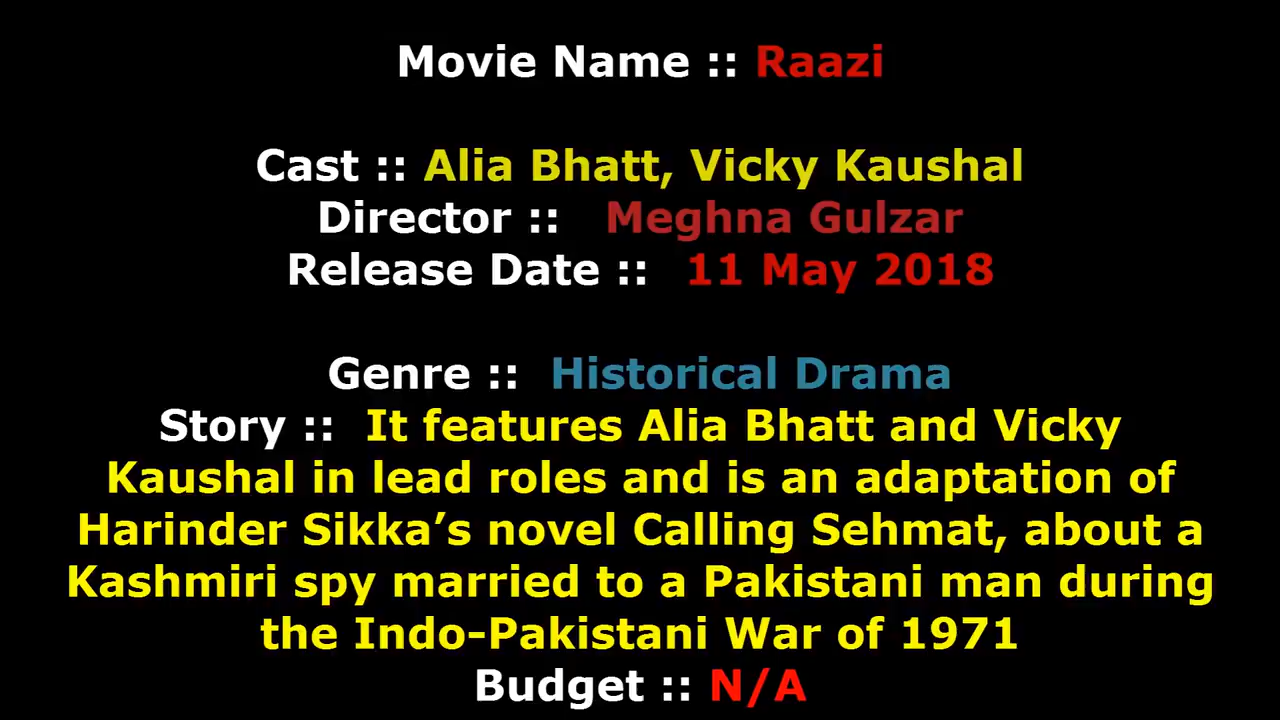 Movie Name :: Raazi
Cast :: Alia Bhatt, Vicky Kaushal
Director :: Meghna Gulzar
Release Date :: 11 May 2018
Genre :: Historical Drama
Story :: It features Alia Bhatt and Vicky
Kaushal in lead roles and is an adaptation of
Harinder Sikka’s novel Calling Sehmat, about a
Kashmiri spy married to a Pakistani man during
the Indo-Pakistani War of 1971
Budget :: N/A